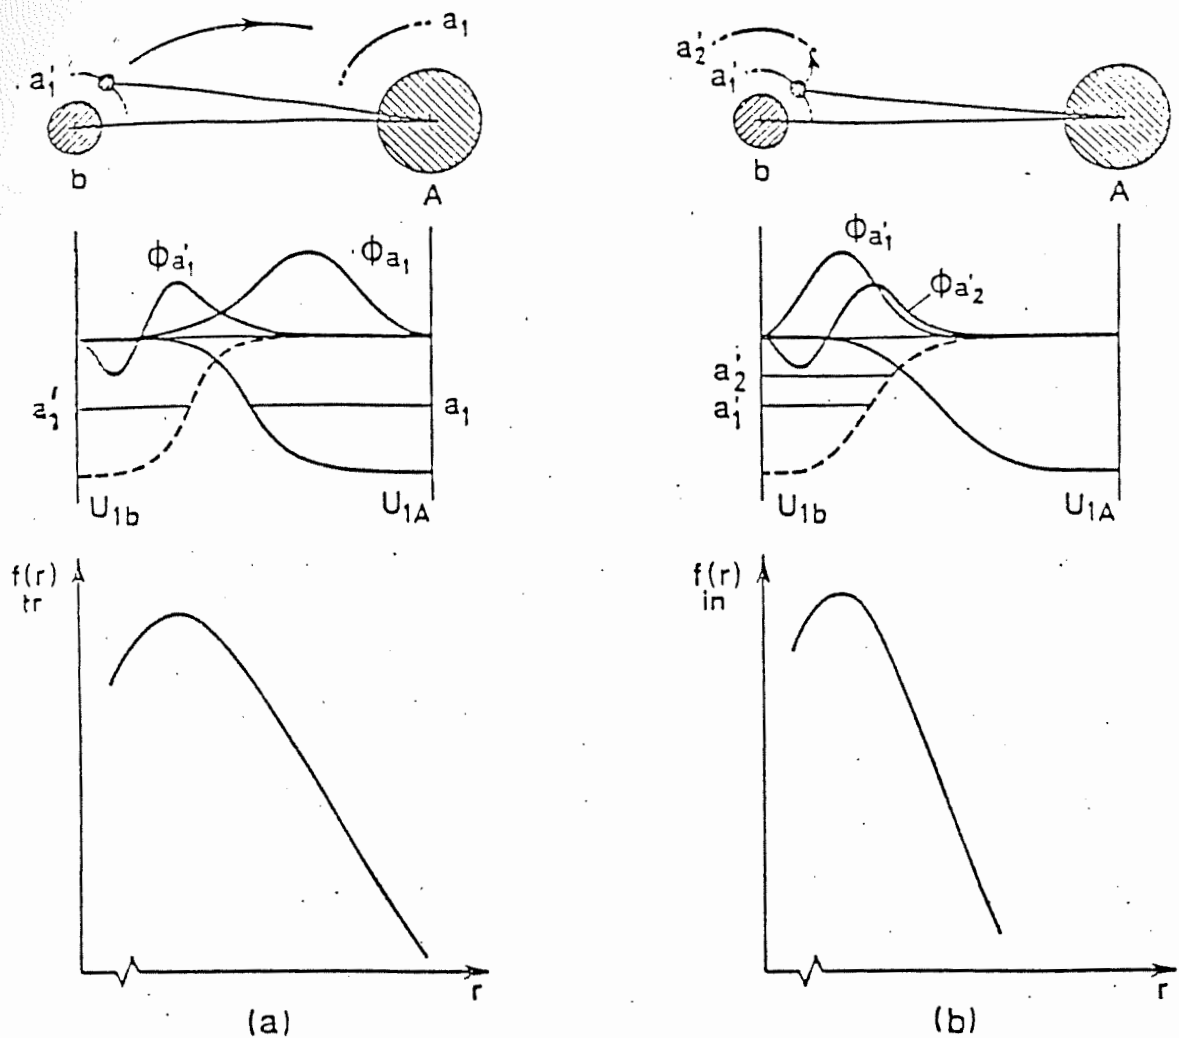 a₁
a₁'
b
A
a₂'
a₁'
b
A
ϕa₁'
ϕa₁
a₂'
a₁
U₁b
U₁A
ϕa₁'
ϕa₂'
a₂'
a₁'
U₁b
U₁A
f(r)
tr
r
(a)
f(r)
in
r
(b)